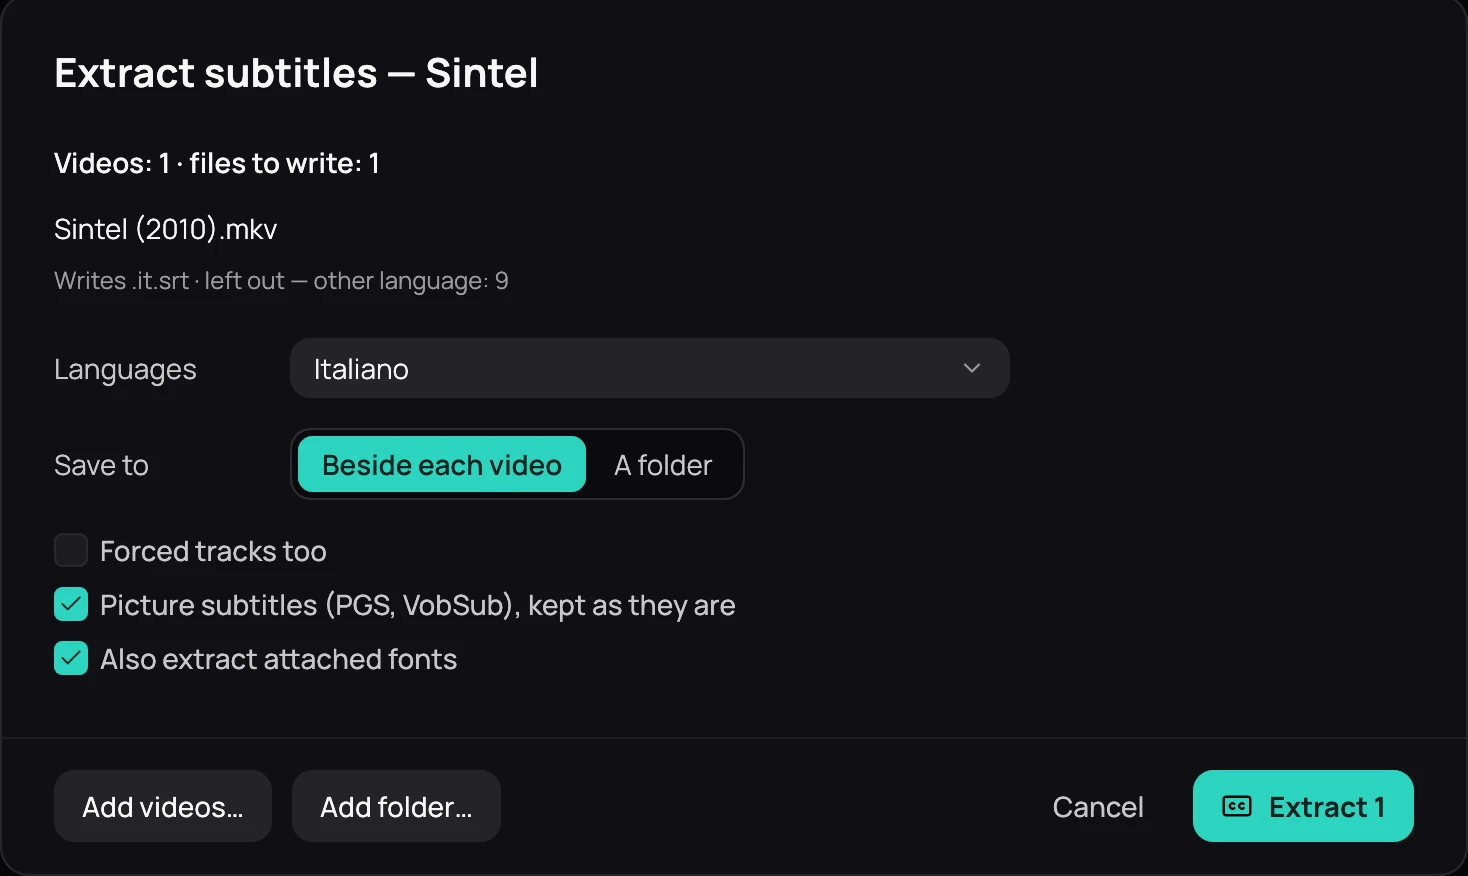 Extract subtitles — Sintel
Videos: 1 · files to write: 1
Sintel (2010).mkv
Writes .it.srt · left out — other language: 9
Languages
Italiano
Save to
Beside each video
A folder
Forced tracks too
Picture subtitles (PGS, VobSub), kept as they are
Also extract attached fonts
Add videos…
Add folder…
Cancel
CC
Extract 1